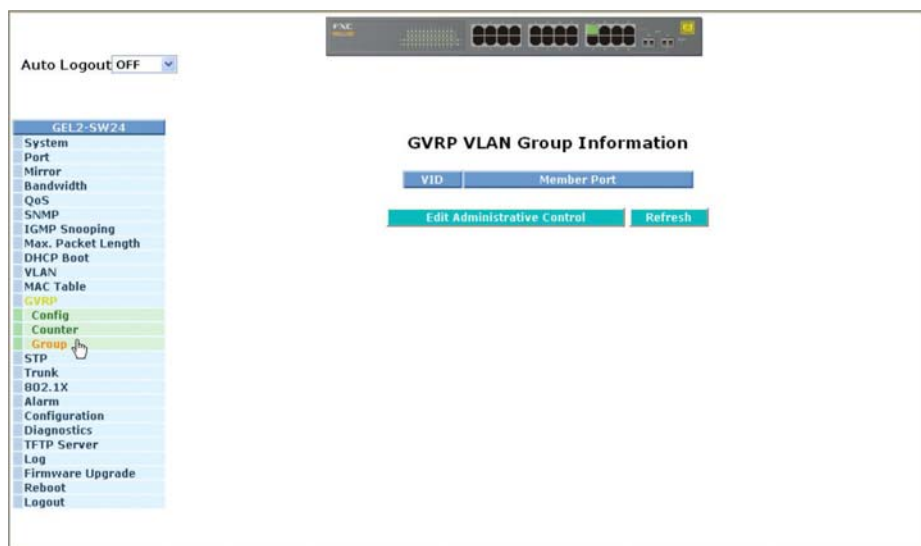 FXC
Auto Logout OFF
GEL2-SW24
System
Port
Mirror
Bandwidth
QoS
SNMP
IGMP Snooping
Max. Packet Length
DHCP Boot
VLAN
MAC Table
GVRP
Config
Counter
Group
STP
Trunk
802.1X
Alarm
Configuration
Diagnostics
TFTP Server
Log
Firmware Upgrade
Reboot
Logout
GVRP VLAN Group Information
VID Member Port
Edit Administrative Control Refresh